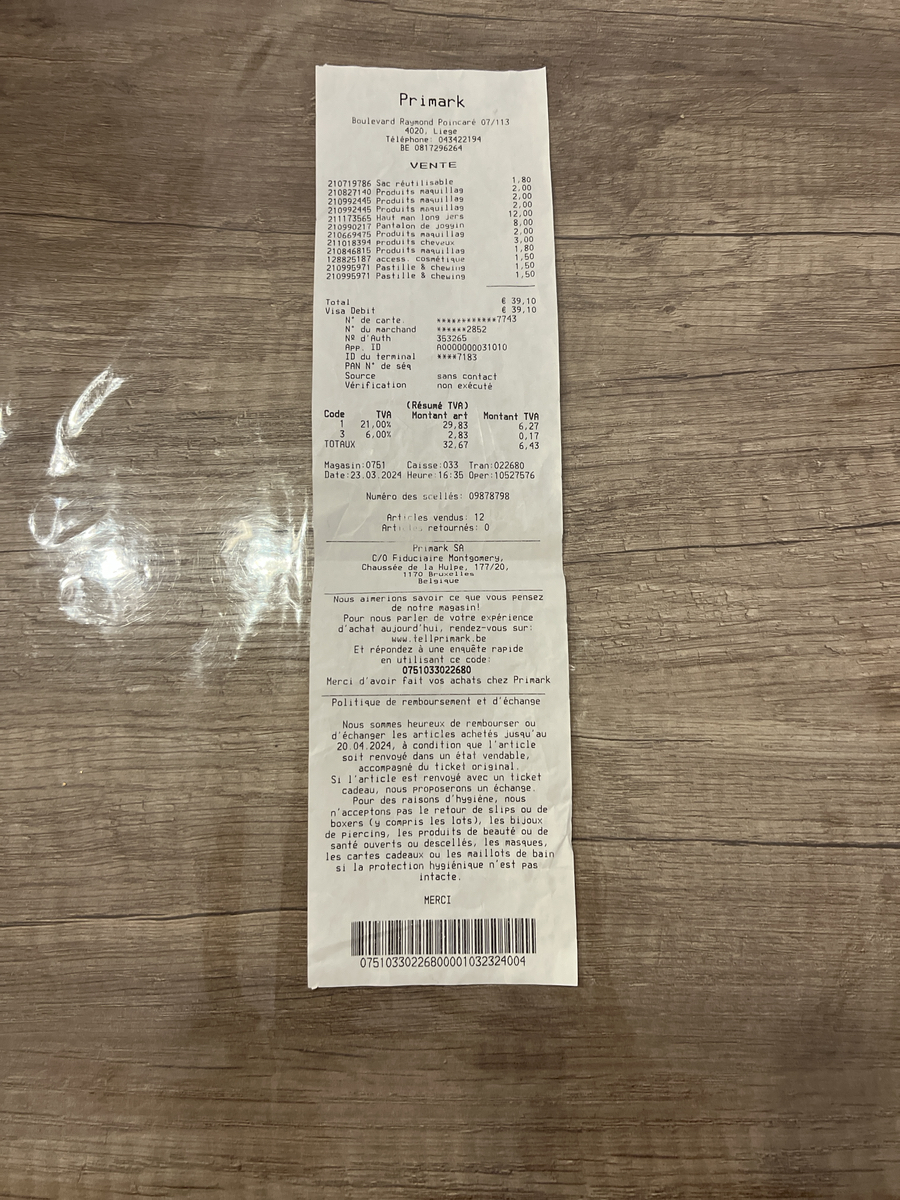 Primark
Boulevard Raymond Poincaré 07/113
4020, Liege
Téléphone: 043422194
BE 0817296264
VENTE
210719786 Sac réutilisable 1,80
210827140 Produits maquillag 2,00
210992445 Produits maquillag 2,00
210992445 Produits maquillag 2,00
211173565 Haut man long jers 12,00
210990217 Pantalon de joggin 8,00
210669475 Produits maquillag 2,00
211018394 produits cheveux 3,00
210846815 Produits maquillag 1,80
128825187 access. cosmétique 1,50
210995971 Pastille & chewing 1,50
210995971 Pastille & chewing 1,50
Total € 39,10
Visa Debit € 39,10
N° de carte. ************7743
N° du marchand ******2852
Nº d'Auth 353265
App. ID A0000000031010
ID du terminal ****7183
PAN N° de séq
Source sans contact
Vérification non exécuté
(Résumé TVA)
Code TVA Montant art Montant TVA
1 21,00% 29,83 6,27
3 6,00% 2,83 0,17
TOTAUX 32,67 6,43
Magasin:0751 Caisse:033 Tran:022680
Date:23.03.2024 Heure:16:35 Oper:10527576
Numéro des scellés: 09878798
Articles vendus: 12
Articles retournés: 0
Primark SA
C/O Fiduciaire Montgomery,
Chaussée de la Hulpe, 177/20,
1170 Bruxelles
Belgique
Nous aimerions savoir ce que vous pensez
de notre magasin!
Pour nous parler de votre expérience
d'achat aujourd'hui, rendez-vous sur:
www.tellprimark.be
Et répondez à une enquête rapide
en utilisant ce code:
0751033022680
Merci d'avoir fait vos achats chez Primark
Politique de remboursement et d'échange
Nous sommes heureux de rembourser ou
d'échanger les articles achetés jusqu'au
20.04.2024, à condition que l'article
soit renvoyé dans un état vendable,
accompagné du ticket original.
Si l'article est renvoyé avec un ticket
cadeau, nous proposerons un échange.
Pour des raisons d'hygiène, nous
n'acceptons pas le retour de slips ou de
boxers (y compris les lots), les bijoux
de piercing, les produits de beauté ou de
santé ouverts ou descellés, les masques,
les cartes cadeaux ou les maillots de bain
si la protection hygiénique n'est pas
intacte.
MERCI
07510330226800001032324004